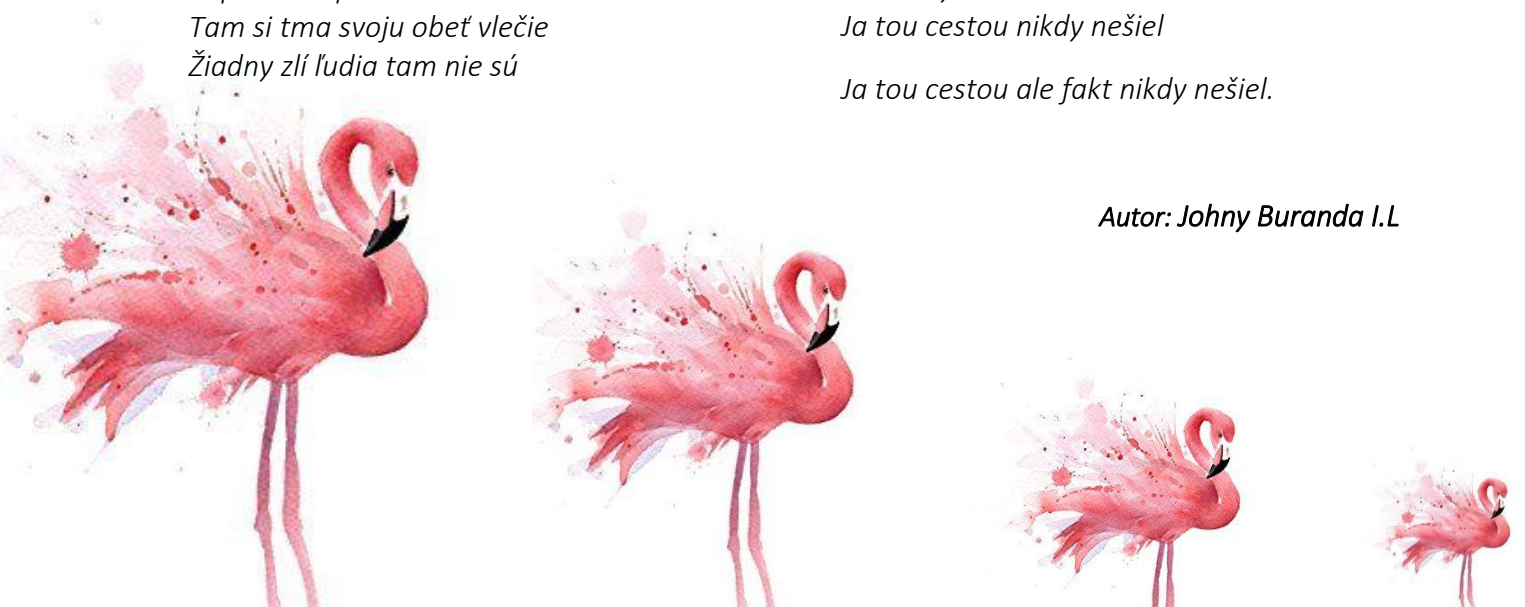 Tam si tma svoju obeť vlečie
Žiadny zlí ľudia tam nie sú
Ja tou cestou nikdy nešiel
Ja tou cestou ale fakt nikdy nešiel.
Autor: Johny Buranda I.L